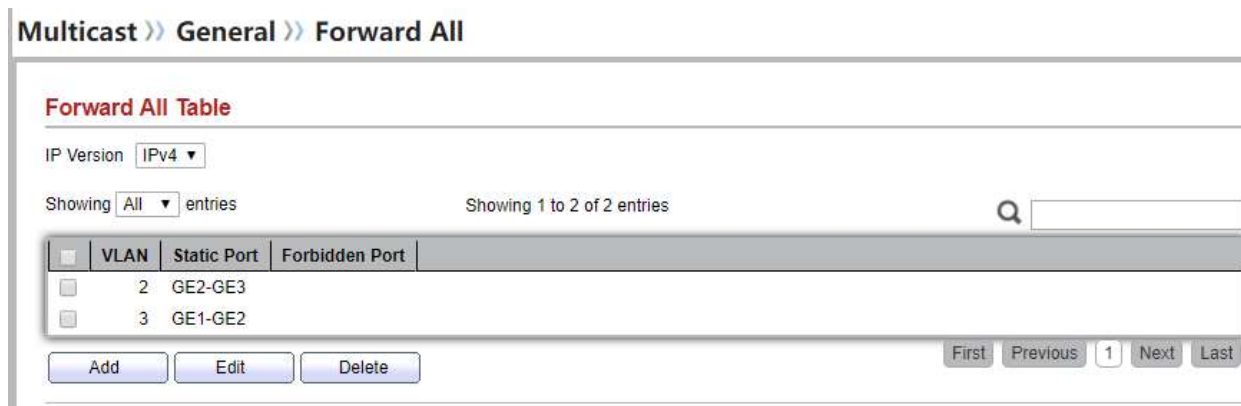 Multicast » General » Forward All
Forward All Table
IP Version IPv4 ▼
Showing All ▼ entries Showing 1 to 2 of 2 entries
VLAN Static Port Forbidden Port
2 GE2-GE3
3 GE1-GE2
First Previous 1 Next Last
Add Edit Delete